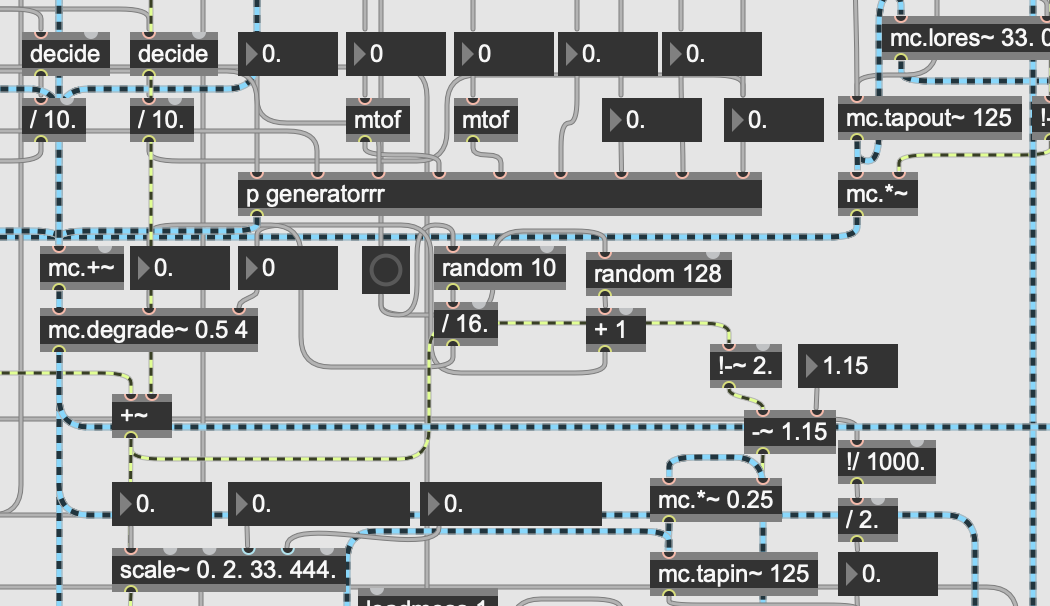 decide
decide
0.
0
0
0.
0.
mc.lores~ 33. 0
/ 10.
/ 10.
mtof
mtof
0.
0.
mc.tapout~ 125
!-
p generatorrr
mc.*~
mc.+~
0.
0
random 10
random 128
mc.degrade~ 0.5 4
/ 16.
+ 1
!-~ 2.
1.15
+~
-~ 1.15
!/ 1000.
0.
0.
0.
mc.*~ 0.25
/ 2.
scale~ 0. 2. 33. 444.
mc.tapin~ 125
0.
loadmess 1